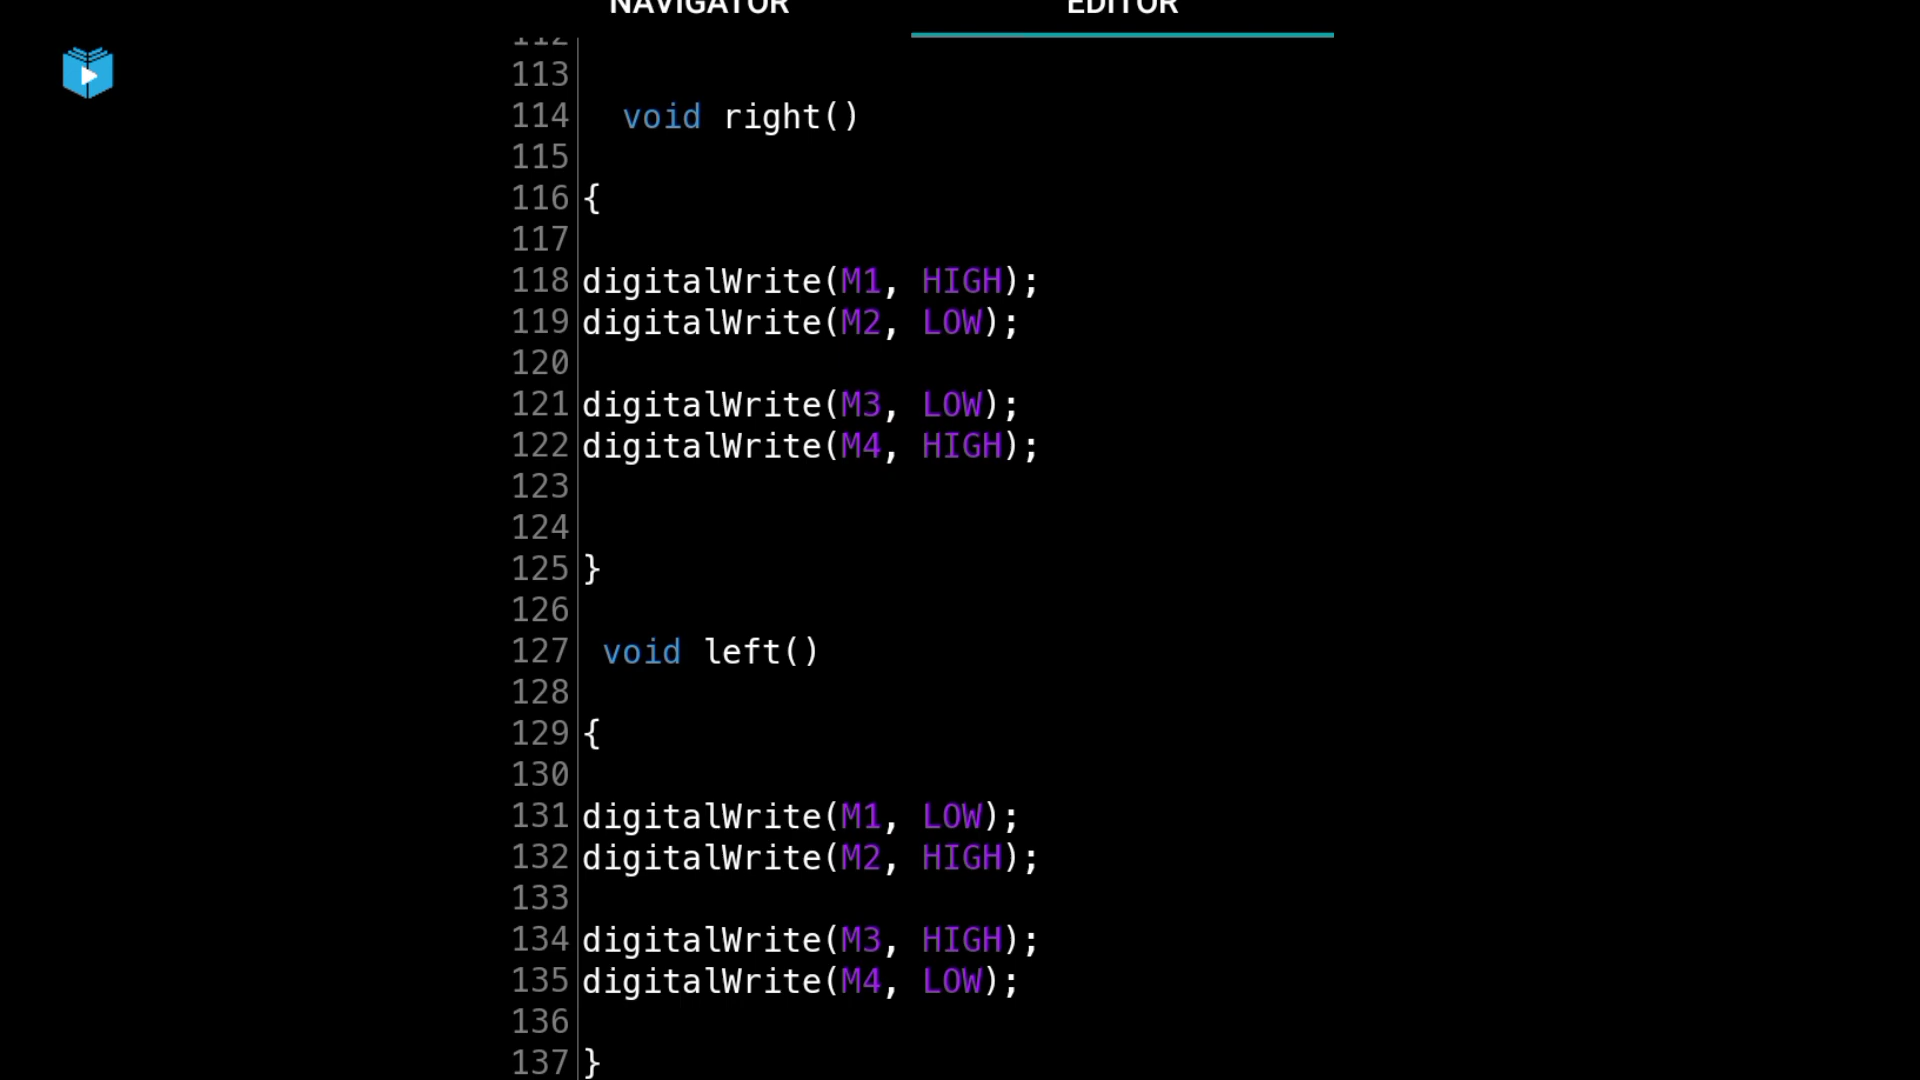 NAVIGATOR EDITOR
112
113
114 void right()
115
116 {
117
118 digitalWrite(M1, HIGH);
119 digitalWrite(M2, LOW);
120
121 digitalWrite(M3, LOW);
122 digitalWrite(M4, HIGH);
123
124
125 }
126
127 void left()
128
129 {
130
131 digitalWrite(M1, LOW);
132 digitalWrite(M2, HIGH);
133
134 digitalWrite(M3, HIGH);
135 digitalWrite(M4, LOW);
136
137 }